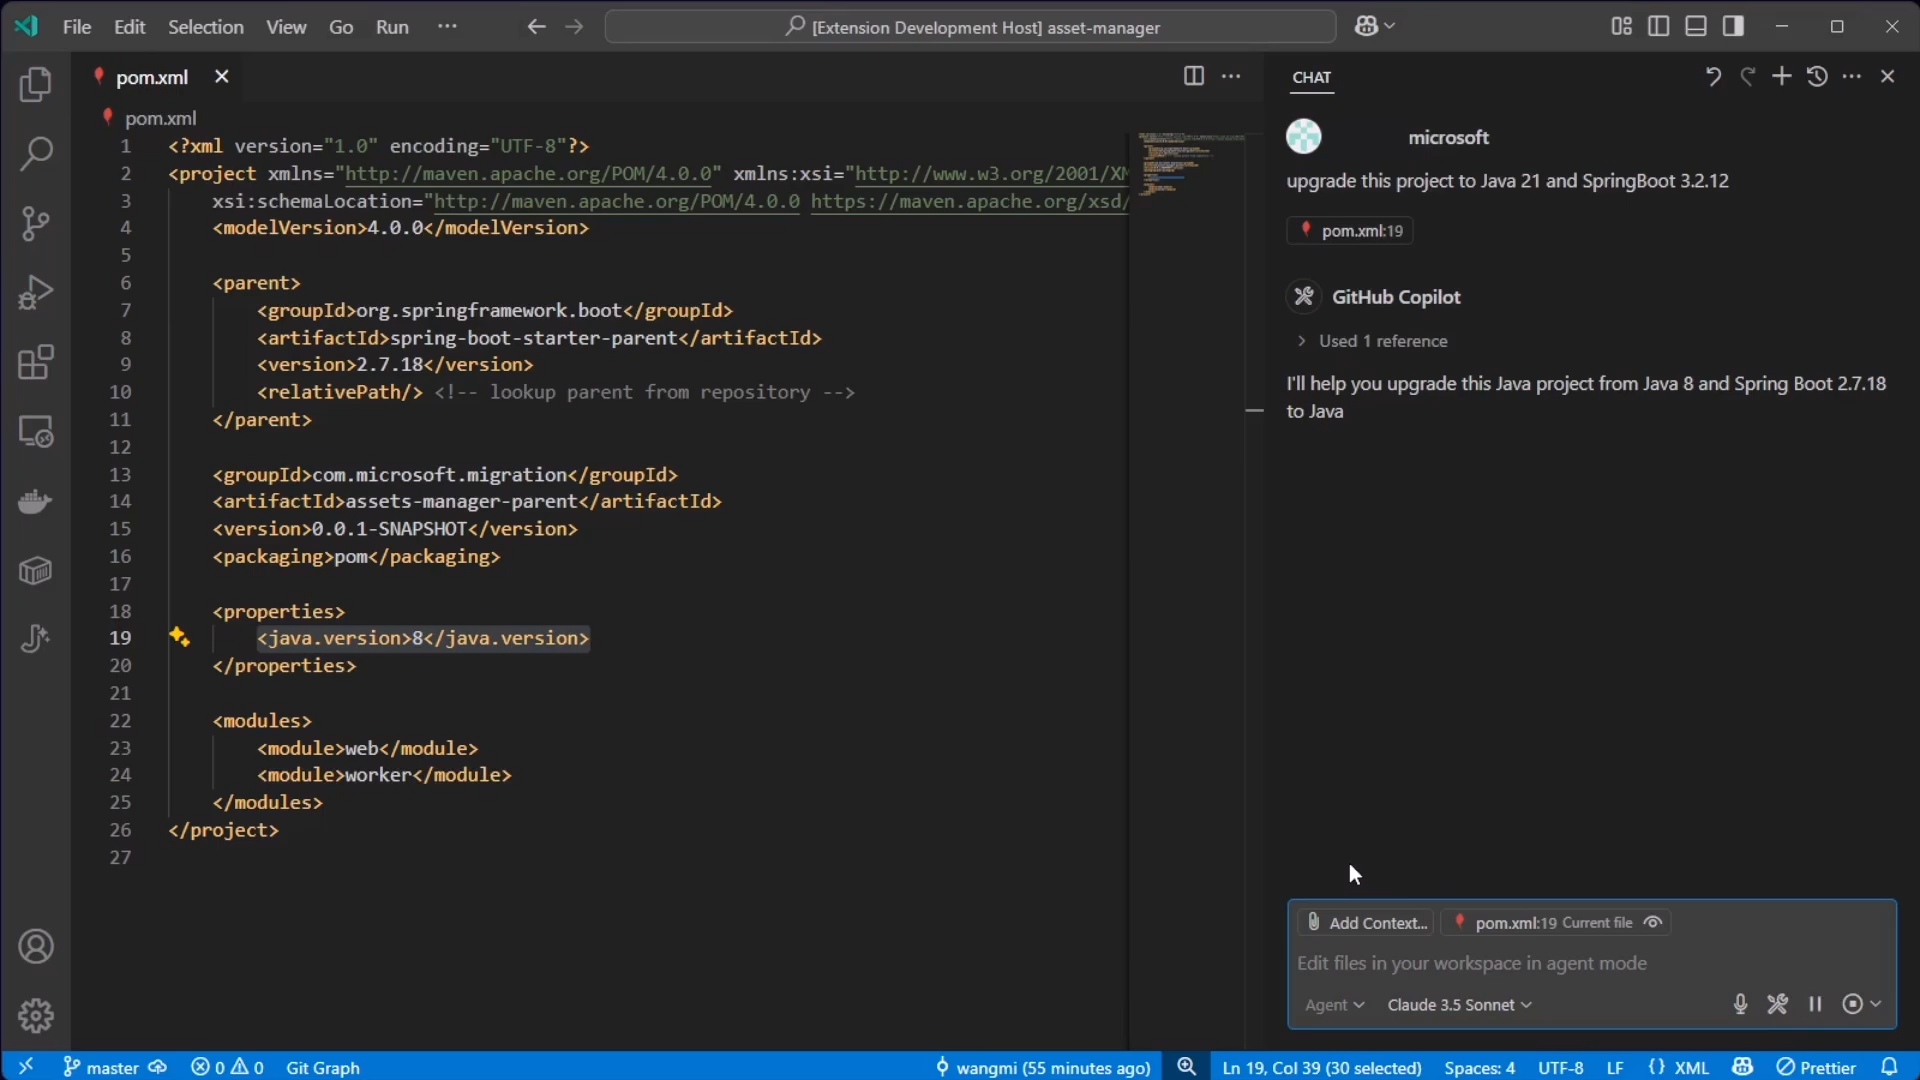 File Edit Selection View Go Run ··· [Extension Development Host] asset-manager
pom.xml
pom.xml
1 <?xml version="1.0" encoding="UTF-8"?>
2 <project xmlns="http://maven.apache.org/POM/4.0.0" xmlns:xsi="http://www.w3.org/2001/XM
3 xsi:schemaLocation="http://maven.apache.org/POM/4.0.0 https://maven.apache.org/xsd/
4 <modelVersion>4.0.0</modelVersion>
5
6 <parent>
7 <groupId>org.springframework.boot</groupId>
8 <artifactId>spring-boot-starter-parent</artifactId>
9 <version>2.7.18</version>
10 <relativePath/> <!-- lookup parent from repository -->
11 </parent>
12
13 <groupId>com.microsoft.migration</groupId>
14 <artifactId>assets-manager-parent</artifactId>
15 <version>0.0.1-SNAPSHOT</version>
16 <packaging>pom</packaging>
17
18 <properties>
19 <java.version>8</java.version>
20 </properties>
21
22 <modules>
23 <module>web</module>
24 <module>worker</module>
25 </modules>
26 </project>
27
CHAT
microsoft
upgrade this project to Java 21 and SpringBoot 3.2.12
pom.xml:19
GitHub Copilot
Used 1 reference
I'll help you upgrade this Java project from Java 8 and Spring Boot 2.7.18
to Java
Add Context... pom.xml:19 Current file
Edit files in your workspace in agent mode
Agent Claude 3.5 Sonnet
master 0 0 Git Graph wangmi (55 minutes ago) Ln 19, Col 39 (30 selected) Spaces: 4 UTF-8 LF {} XML Prettier